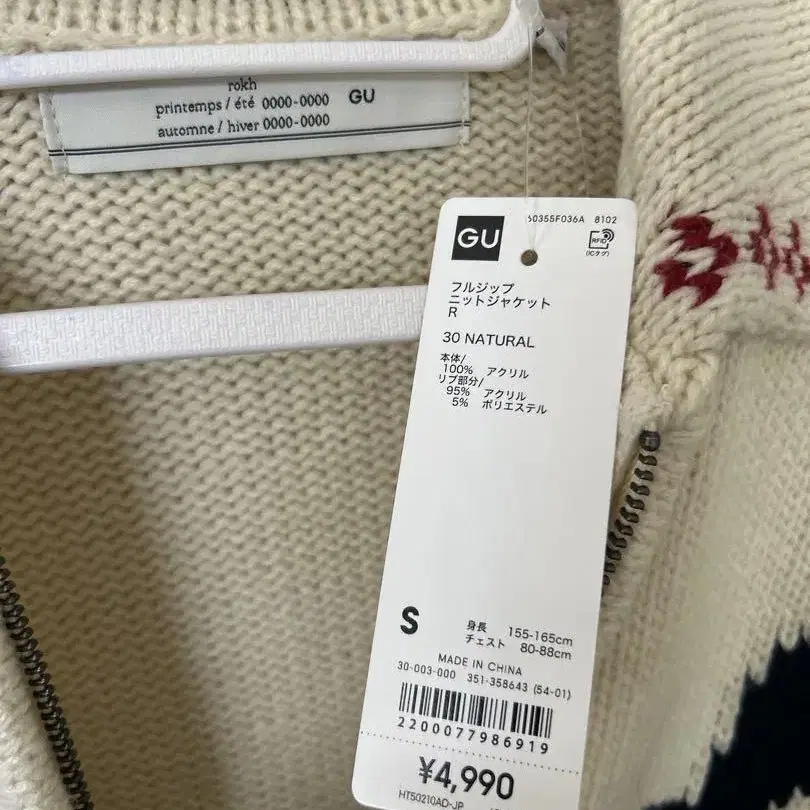 rokh
printemps / été 0000-0000 GU
automne / hiver 0000-0000
GU
60355F036A 8102
RFID
(ICタグ)
フルジップ
ニットジャケット
R
30 NATURAL
本体/
100% アクリル
リブ部分/
95% アクリル
5% ポリエステル
S
身長 155-165cm
チェスト 80-88cm
MADE IN CHINA
30-003-000 351-358643 (54-01)
2200077986919
¥4,990
HT50210AD-JP